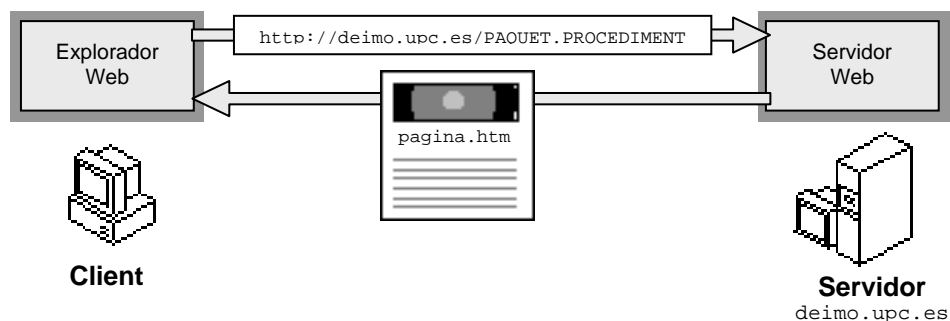 Explorador
Web
http://deimo.upc.es/PAQUET.PROCEDIMENT
Servidor
Web
pagina.htm
Client
Servidor
deimo.upc.es